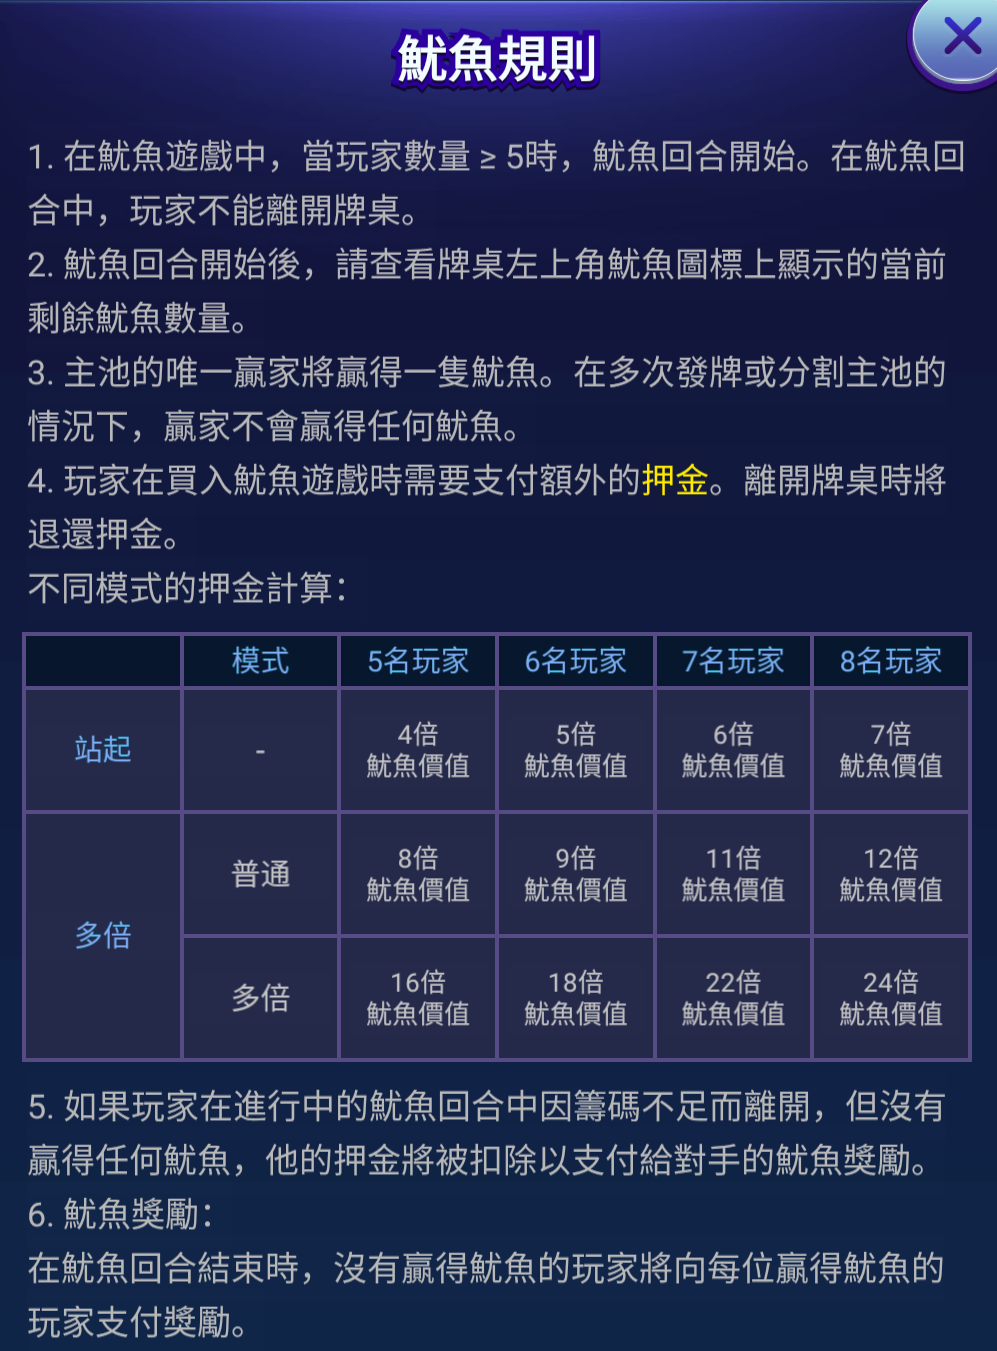 魷魚規則
1. 在魷魚遊戲中，當玩家數量 ≥ 5時，魷魚回合開始。在魷魚回
合中，玩家不能離開牌桌。
2. 魷魚回合開始後，請查看牌桌左上角魷魚圖標上顯示的當前
剩餘魷魚數量。
3. 主池的唯一贏家將贏得一隻魷魚。在多次發牌或分割主池的
情況下，贏家不會贏得任何魷魚。
4. 玩家在買入魷魚遊戲時需要支付額外的押金。離開牌桌時將
退還押金。
不同模式的押金計算：
模式 5名玩家 6名玩家 7名玩家 8名玩家
站起 - 4倍 5倍 6倍 7倍
魷魚價值 魷魚價值 魷魚價值 魷魚價值
多倍
普通 8倍 9倍 11倍 12倍
魷魚價值 魷魚價值 魷魚價值 魷魚價值
多倍 16倍 18倍 22倍 24倍
魷魚價值 魷魚價值 魷魚價值 魷魚價值
5. 如果玩家在進行中的魷魚回合中因籌碼不足而離開，但沒有
贏得任何魷魚，他的押金將被扣除以支付給對手的魷魚獎勵。
6. 魷魚獎勵：
在魷魚回合結束時，沒有贏得魷魚的玩家將向每位贏得魷魚的
玩家支付獎勵。